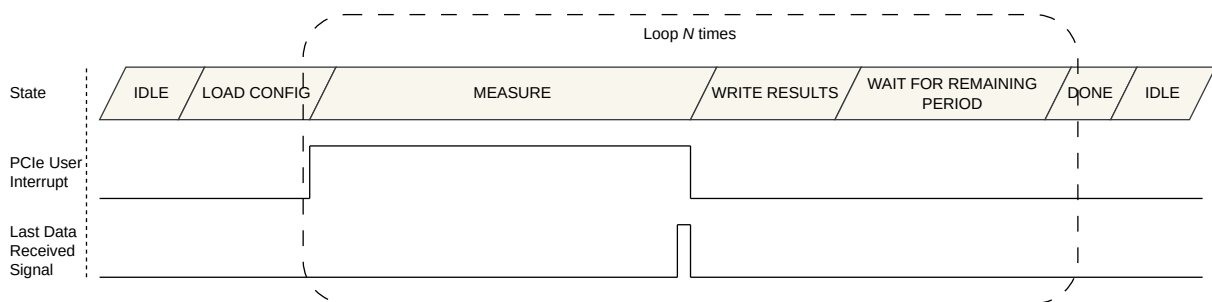 Loop N times
State
IDLE
LOAD CONFIG
MEASURE
WRITE RESULTS
WAIT FOR REMAINING
PERIOD
DONE
IDLE
PCIe User
Interrupt
Last Data
Received
Signal